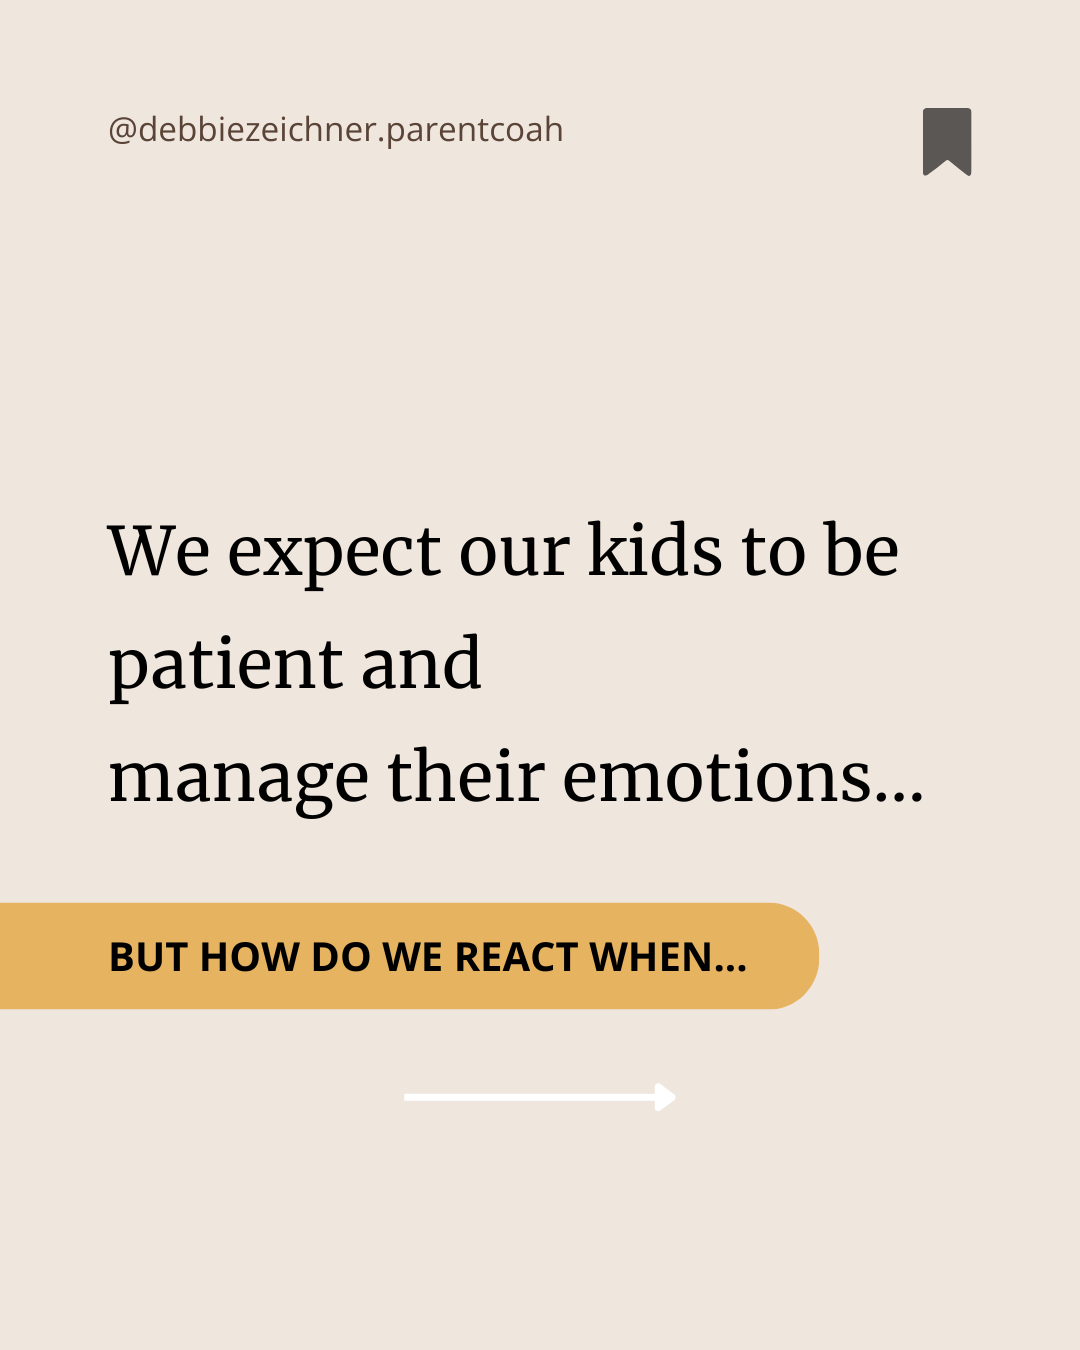 @debbiezeichner.parentcoah
We expect our kids to be
patient and
manage their emotions...
BUT HOW DO WE REACT WHEN...